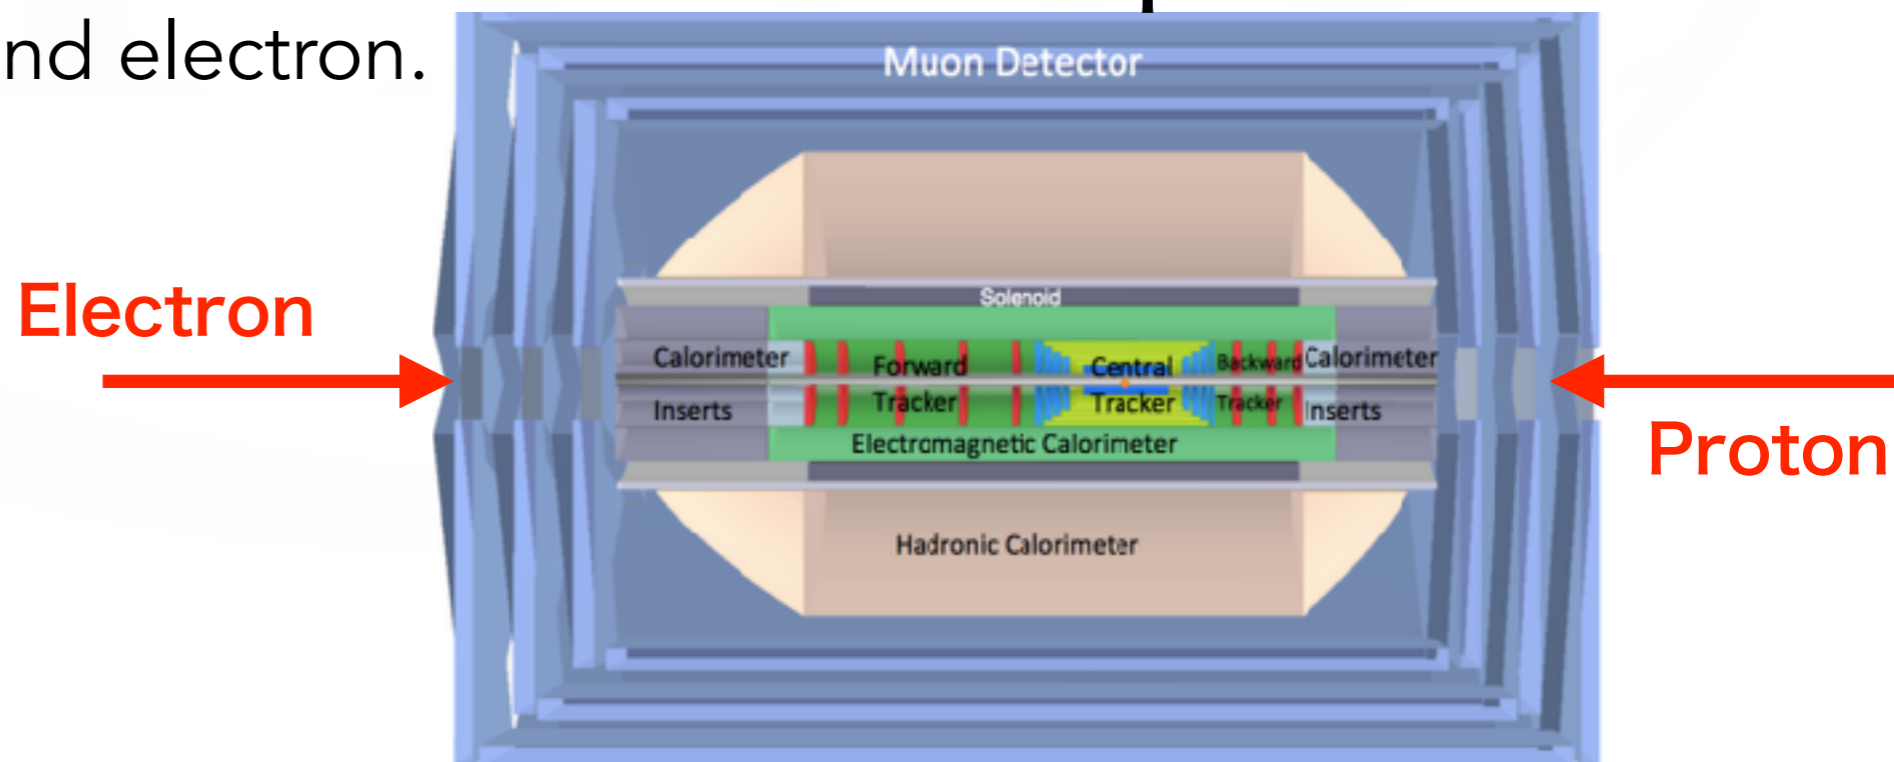 nd electron.
Muon Detector
Electron
Solenoid
Calorimeter
Forward
Central
Backward
Calorimeter
Inserts
Tracker
Tracker
Tracker
Inserts
Electromagnetic Calorimeter
Proton
Hadronic Calorimeter